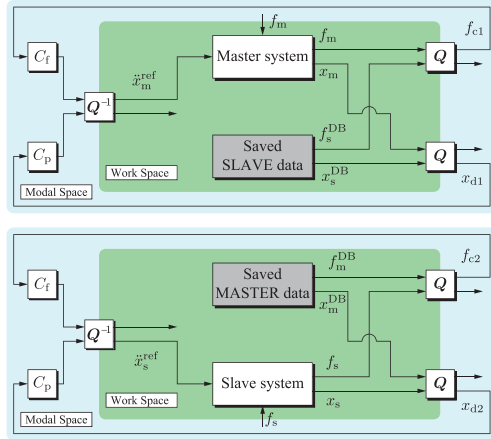 f_m
f_m
f_c1
C_f
Master system
Q
ẍ_m^ref
x_m
Q^-1
f_s^DB
Saved
SLAVE data
C_p
Q
Work Space
x_s^DB
x_d1
Modal Space
f_m^DB
f_c2
C_f
Saved
MASTER data
Q
x_m^DB
Q^-1
ẍ_s^ref
f_s
C_p
Slave system
Q
Work Space
x_s
x_d2
Modal Space
f_s